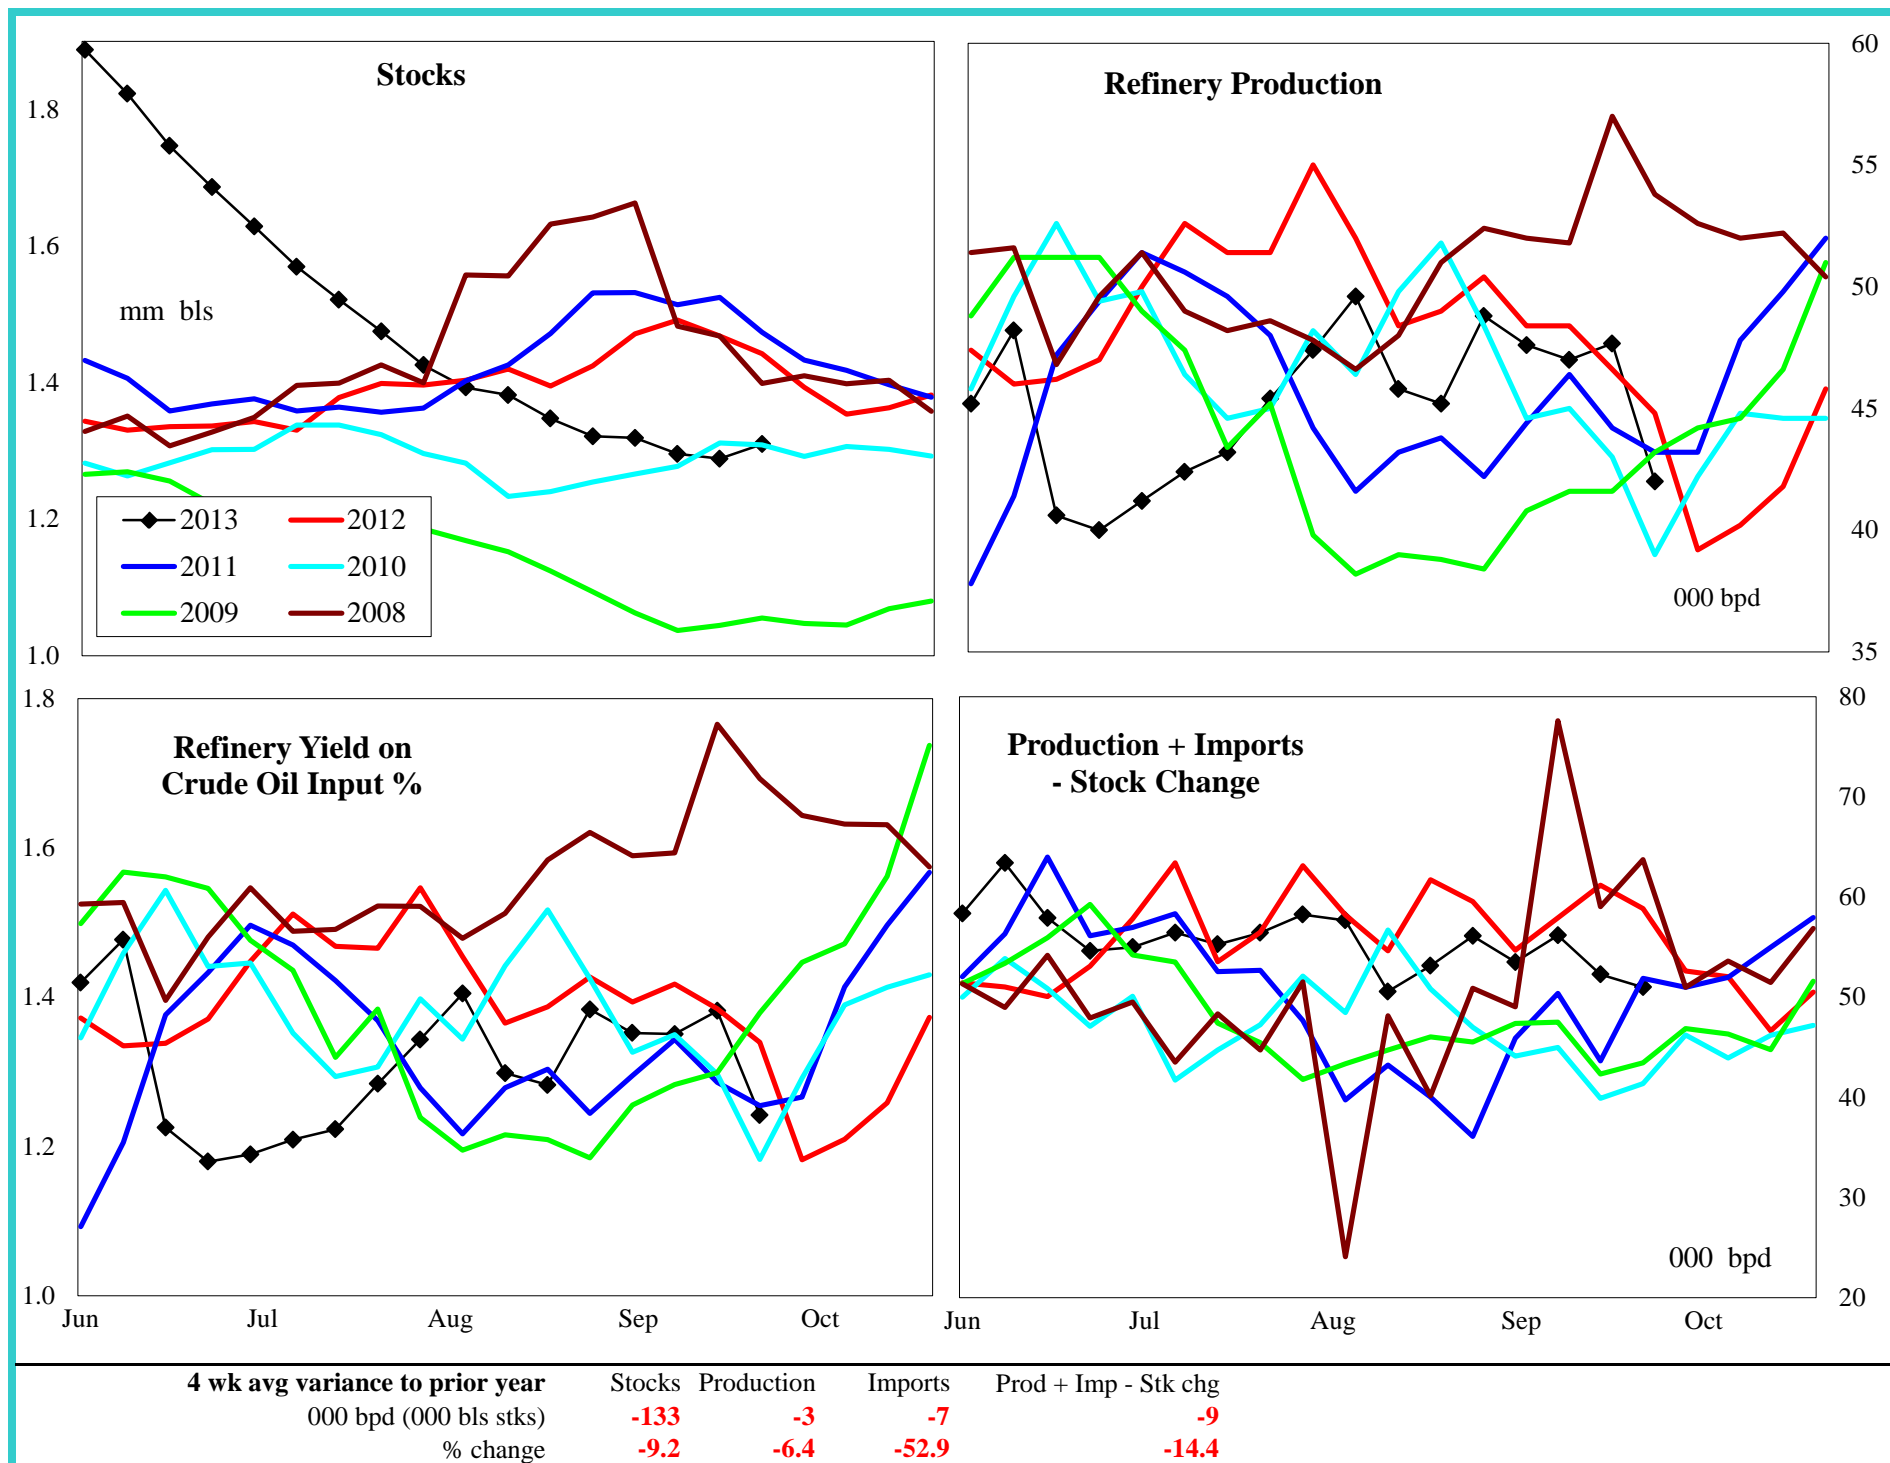 Stocks
1.8
1.6
mm  bls
1.4
1.2
1.0
2013 2012
2011 2010
2009 2008
Refinery Production
60
55
50
45
40
35
000 bpd
1.8
Refinery Yield on
Crude Oil Input %
1.6
1.4
1.2
1.0
Jun Jul Aug Sep Oct
Production + Imports
- Stock Change
80
70
60
50
40
30
20
000  bpd
Jun Jul Aug Sep Oct
4 wk avg variance to prior year Stocks Production Imports Prod + Imp - Stk chg
000 bpd (000 bls stks) -133 -3 -7 -9
% change -9.2 -6.4 -52.9 -14.4